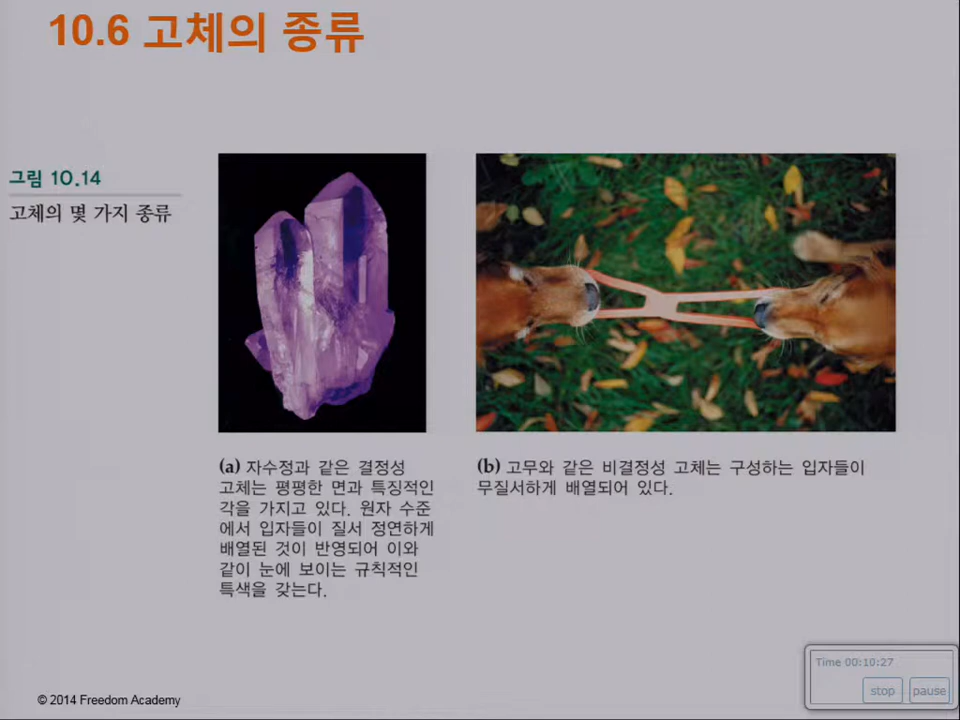 10.6 고체의 종류
그림 10.14
고체의 몇 가지 종류
(a) 자수정과 같은 결정성
고체는 평평한 면과 특징적인
각을 가지고 있다. 원자 수준
에서 입자들이 질서 정연하게
배열된 것이 반영되어 이와
같이 눈에 보이는 규칙적인
특색을 갖는다.
(b) 고무와 같은 비결정성 고체는 구성하는 입자들이
무질서하게 배열되어 있다.
Time 00:10:27
stop pause
© 2014 Freedom Academy